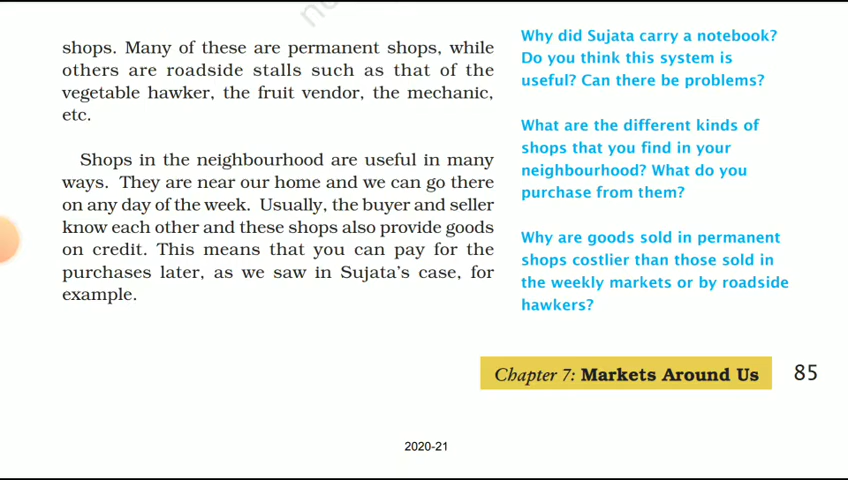 shops. Many of these are permanent shops, while
others are roadside stalls such as that of the
vegetable hawker, the fruit vendor, the mechanic,
etc.
Shops in the neighbourhood are useful in many
ways. They are near our home and we can go there
on any day of the week. Usually, the buyer and seller
know each other and these shops also provide goods
on credit. This means that you can pay for the
purchases later, as we saw in Sujata's case, for
example.
Why did Sujata carry a notebook?
Do you think this system is
useful? Can there be problems?
What are the different kinds of
shops that you find in your
neighbourhood? What do you
purchase from them?
Why are goods sold in permanent
shops costlier than those sold in
the weekly markets or by roadside
hawkers?
Chapter 7: Markets Around Us 85
2020-21